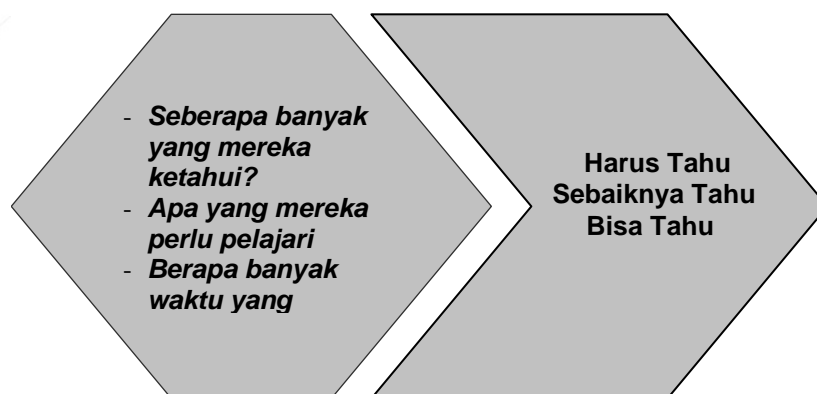 - Seberapa banyak
yang mereka
ketahui?
- Apa yang mereka
perlu pelajari
- Berapa banyak
waktu yang
Harus Tahu
Sebaiknya Tahu
Bisa Tahu